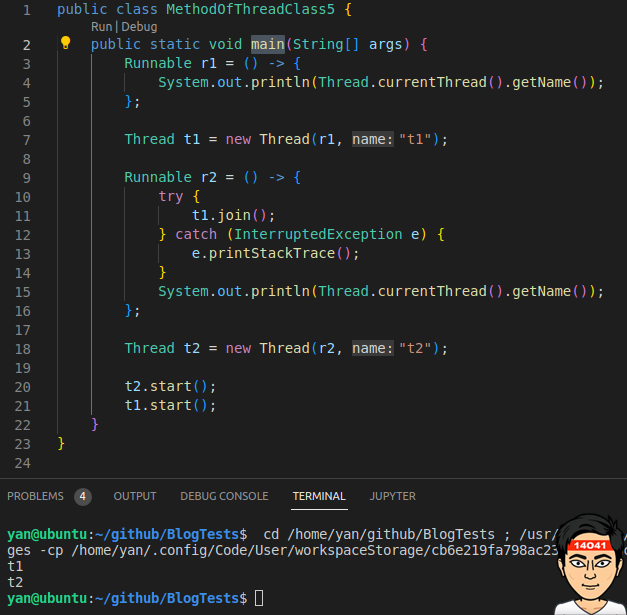 1 public class MethodOfThreadClass5 {
Run | Debug
2 public static void main(String[] args) {
3 Runnable r1 = () -> {
4 System.out.println(Thread.currentThread().getName());
5 };
6
7 Thread t1 = new Thread(r1, name: "t1");
8
9 Runnable r2 = () -> {
10 try {
11 t1.join();
12 } catch (InterruptedException e) {
13 e.printStackTrace();
14 }
15 System.out.println(Thread.currentThread().getName());
16 };
17
18 Thread t2 = new Thread(r2, name: "t2");
19
20 t2.start();
21 t1.start();
22 }
23 }
24
PROBLEMS 4 OUTPUT DEBUG CONSOLE TERMINAL JUPYTER
yan@ubuntu:~/github/BlogTests$ cd /home/yan/github/BlogTests ; /usr/
ges -cp /home/yan/.config/Code/User/workspaceStorage/cb6e219fa798ac23
t1
t2
yan@ubuntu:~/github/BlogTests$
14041